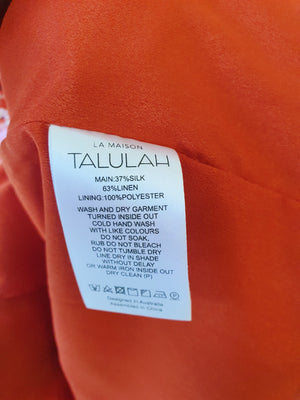 LA MAISON
TALULAH
MAIN:37%SILK
63%LINEN
LINING:100%POLYESTER
WASH AND DRY GARMENT
TURNED INSIDE OUT
COLD HAND WASH
WITH LIKE COLOURS
DO NOT SOAK,
RUB DO NOT BLEACH
DO NOT TUMBLE DRY
LINE DRY IN SHADE
WITHOUT DELAY
OR WARM IRON INSIDE OUT
DRY CLEAN (P)
Designed in Australia
Assembled in China